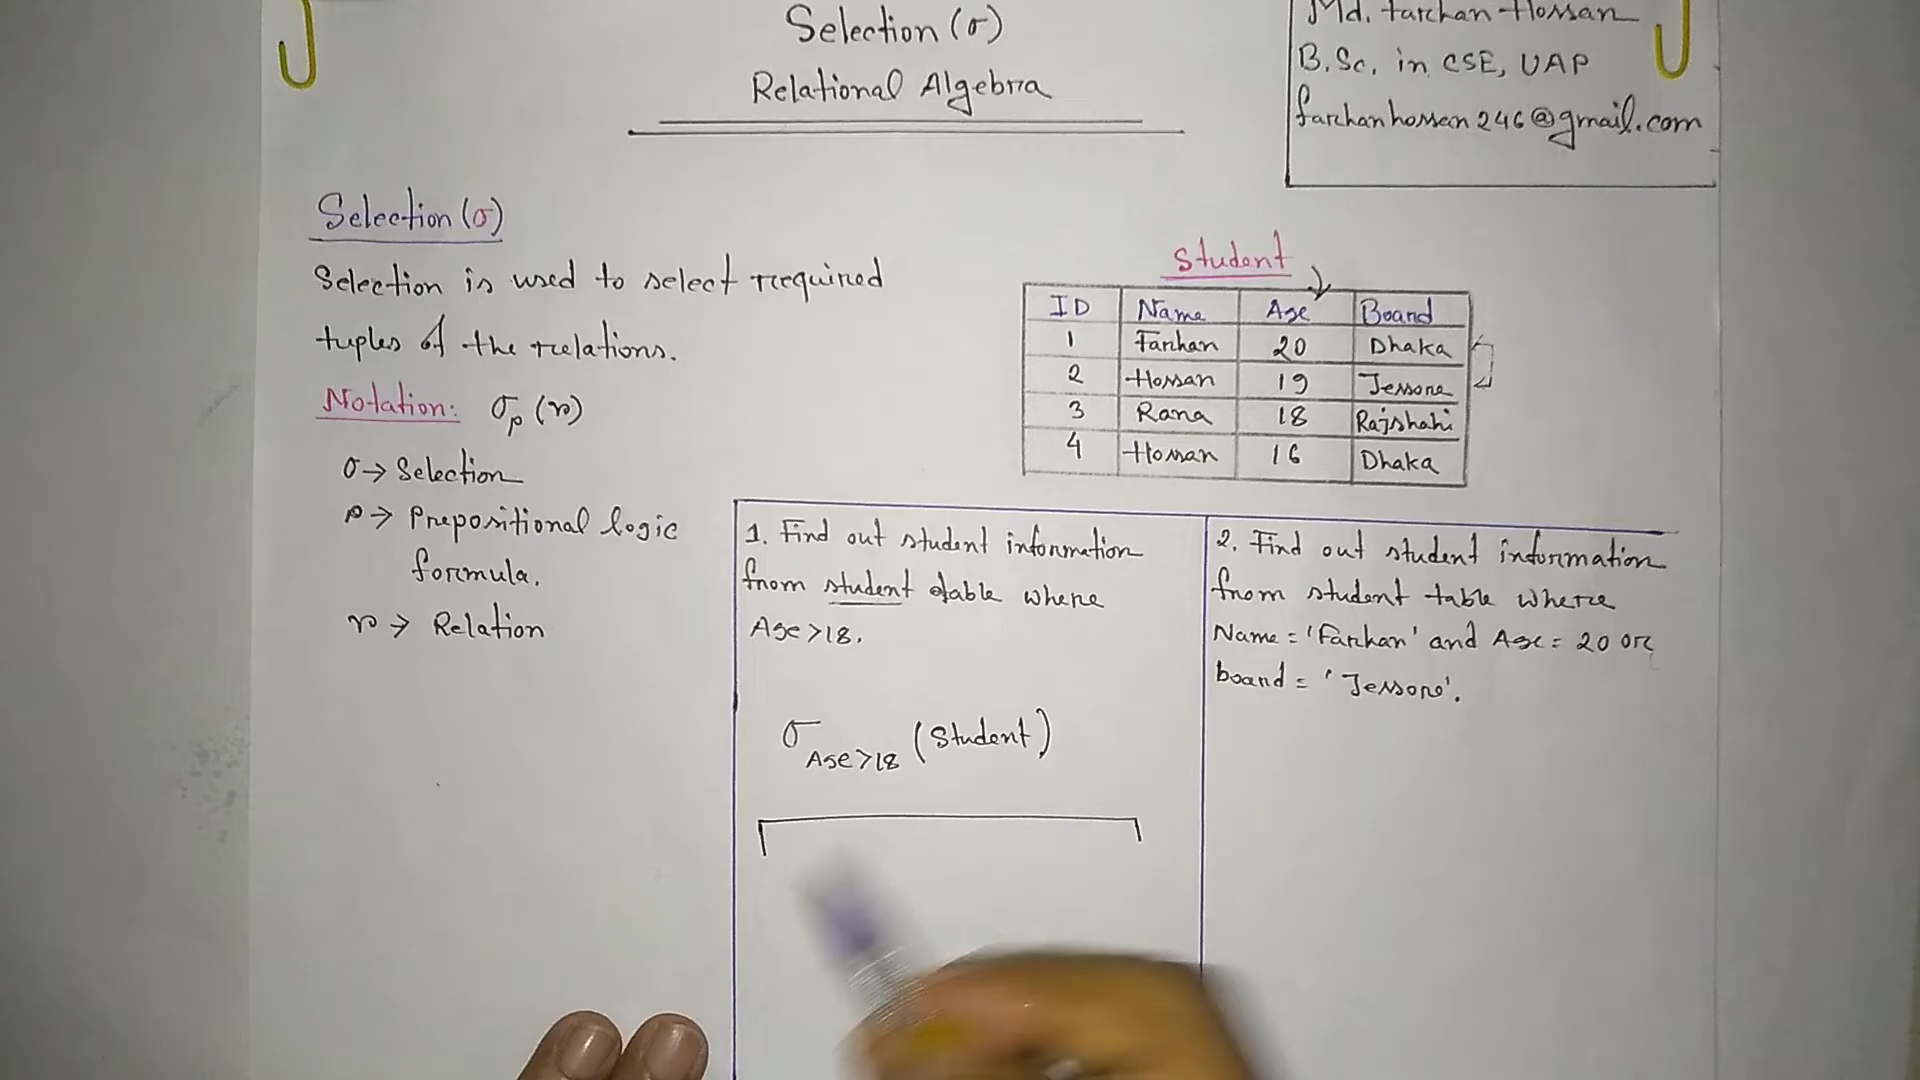 Selection (σ)
Relational Algebra
Md. Farhan Hossan
B.Sc. in CSE, UAP
farhanhossan246@gmail.com
Selection (σ)
Selection is used to select required
tuples of the relations.
Notation: σp (r)
σ → Selection
p → Prepositional logic
formula.
r → Relation
Student
ID Name Age Board
1 Farhan 20 Dhaka
2 Hossan 19 Jessore
3 Rana 18 Rajshahi
4 Hossan 16 Dhaka
1. Find out student information
from student table where
Age > 18.
σ Age > 18 (Student)
2. Find out student information
from student table where
Name = 'Farhan' and Age = 20 or
board = 'Jessore'.